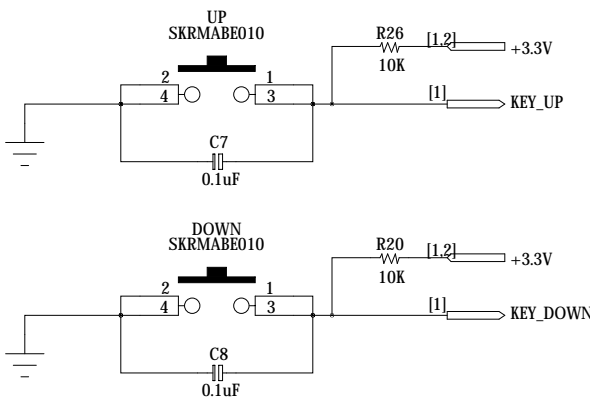 UP
SKRMABE010
R26
10K
[1,2]
+3.3V
2
4
1
3
[1]
KEY_UP
C7
0.1uF
DOWN
SKRMABE010
R20
10K
[1,2]
+3.3V
2
4
1
3
[1]
KEY_DOWN
C8
0.1uF